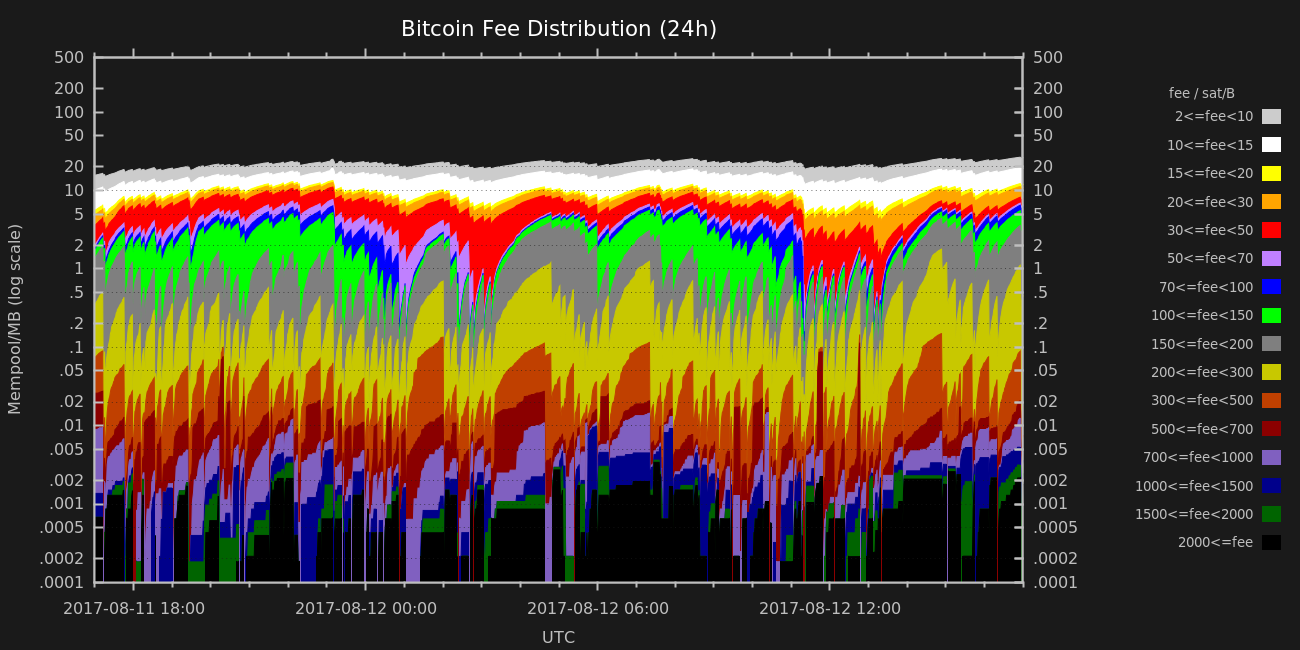 Bitcoin Fee Distribution (24h)
500
200
100
50
20
10
5
2
1
.5
.2
.1
.05
.02
.01
.005
.002
.001
.0005
.0002
.0001
Mempool/MB (log scale)
500
200
100
50
20
10
5
2
1
.5
.2
.1
.05
.02
.01
.005
.002
.001
.0005
.0002
.0001
2017-08-11 18:00
2017-08-12 00:00
2017-08-12 06:00
2017-08-12 12:00
UTC
fee / sat/B
2<=fee<10
10<=fee<15
15<=fee<20
20<=fee<30
30<=fee<50
50<=fee<70
70<=fee<100
100<=fee<150
150<=fee<200
200<=fee<300
300<=fee<500
500<=fee<700
700<=fee<1000
1000<=fee<1500
1500<=fee<2000
2000<=fee